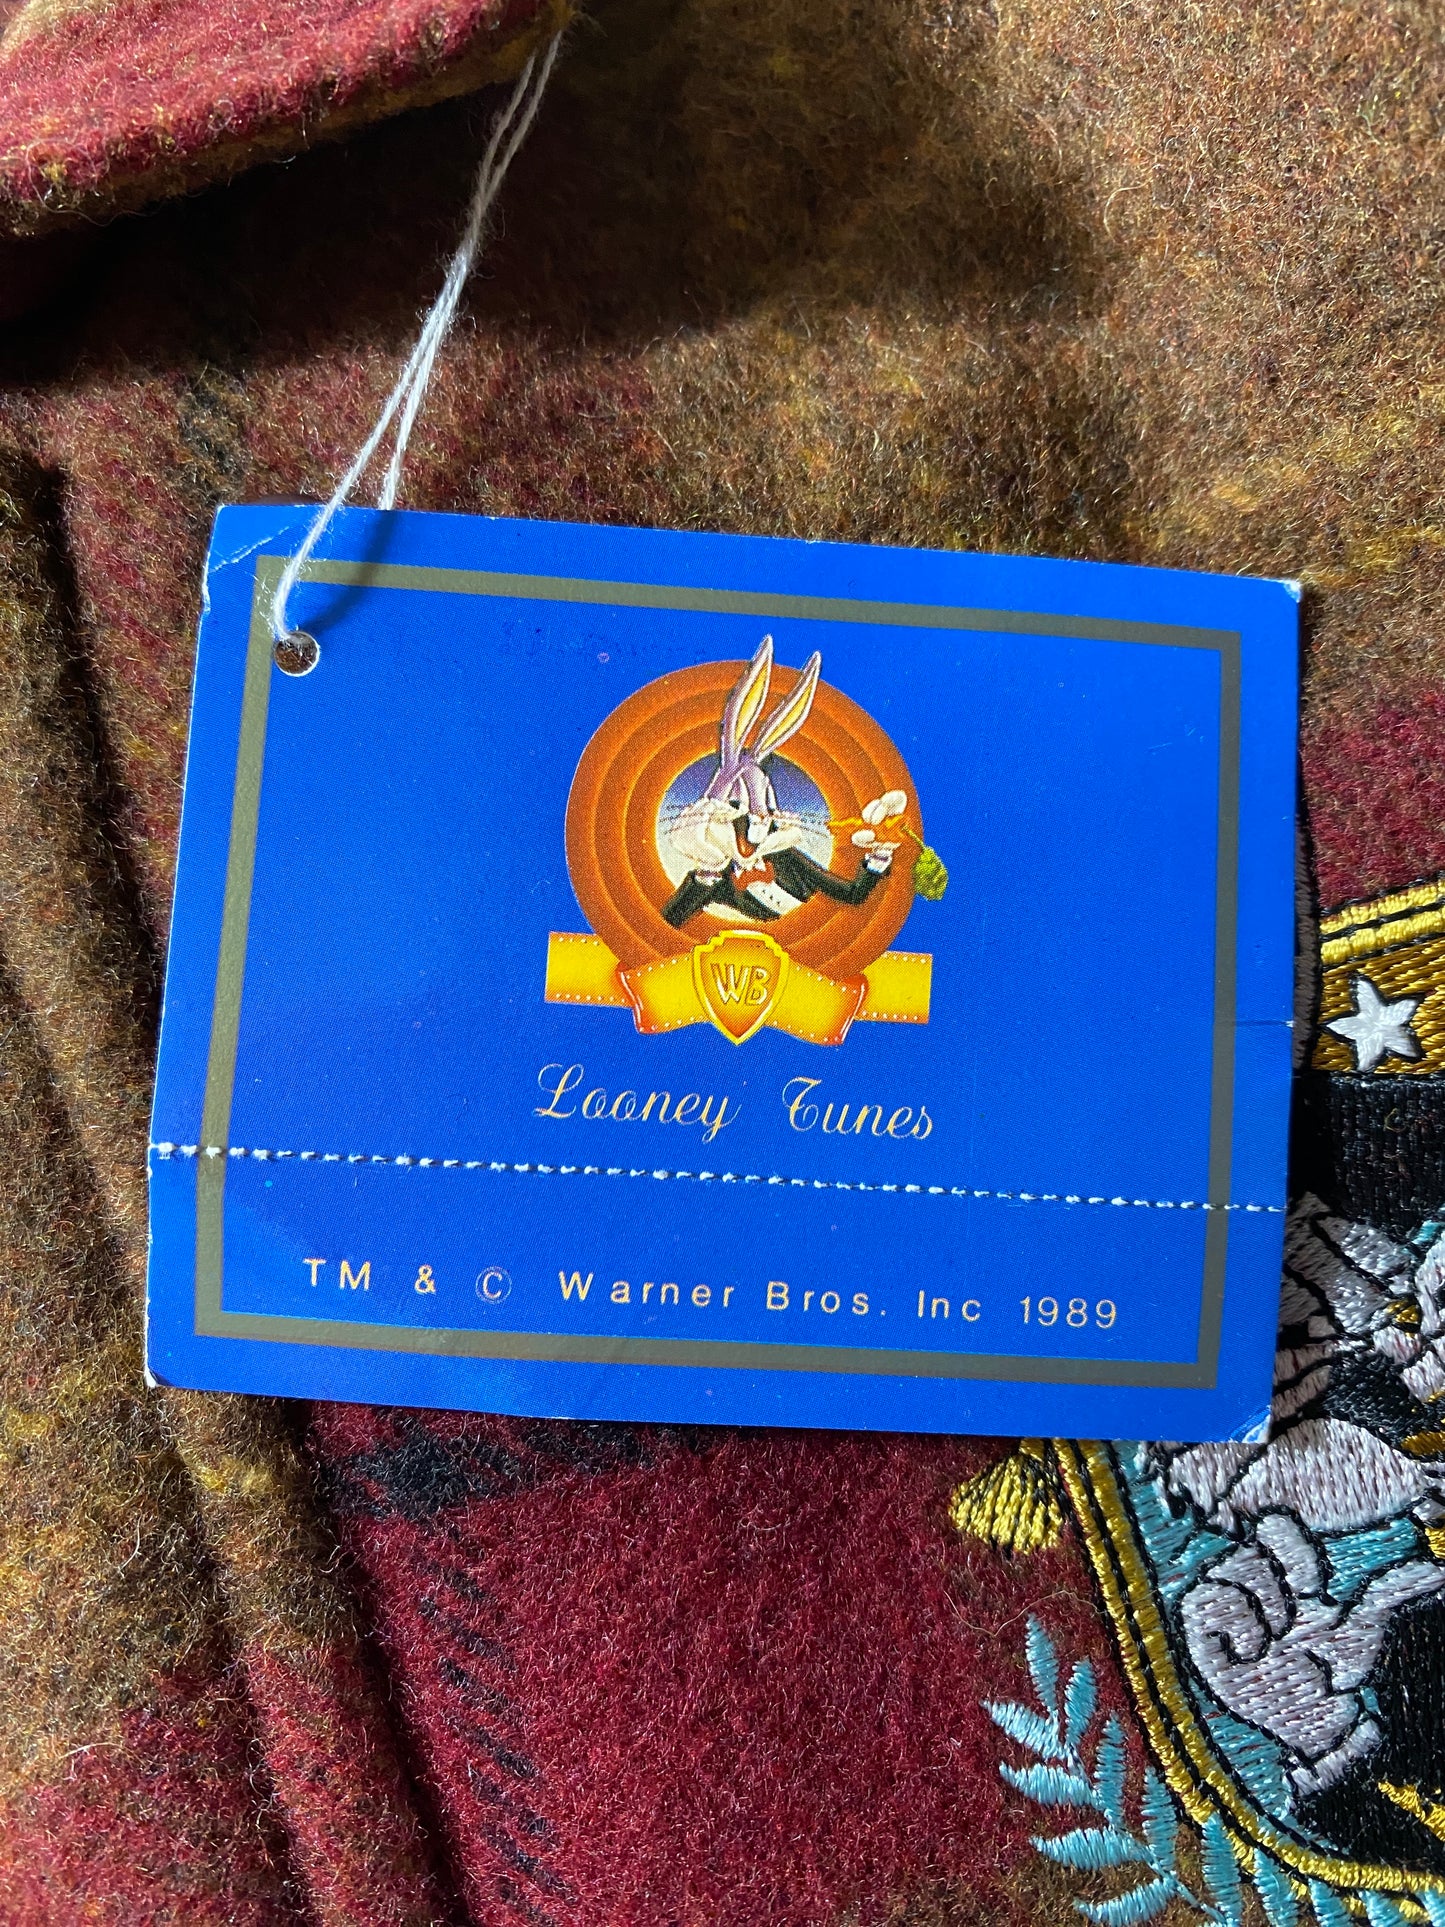 WB
Looney Tunes
TM & © Warner Bros. Inc 1989